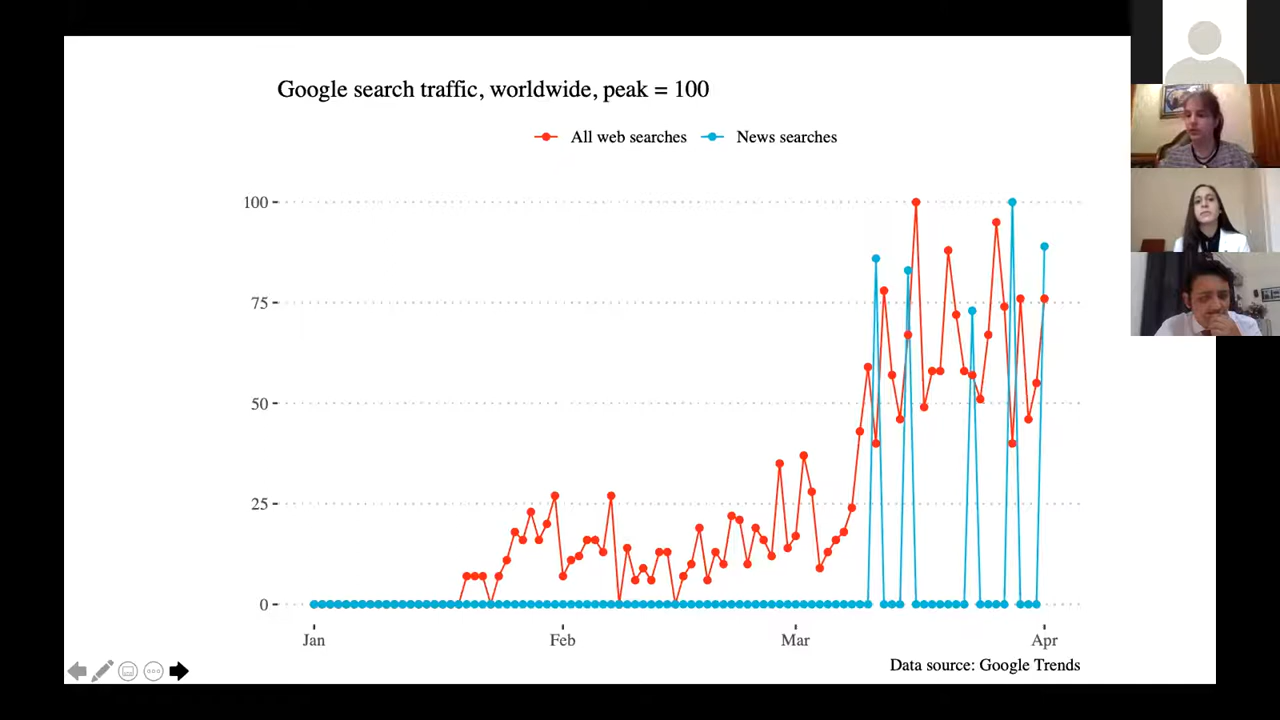 Google search traffic, worldwide, peak = 100
All web searches News searches
100
75
50
25
0
Jan Feb Mar Apr
Data source: Google Trends